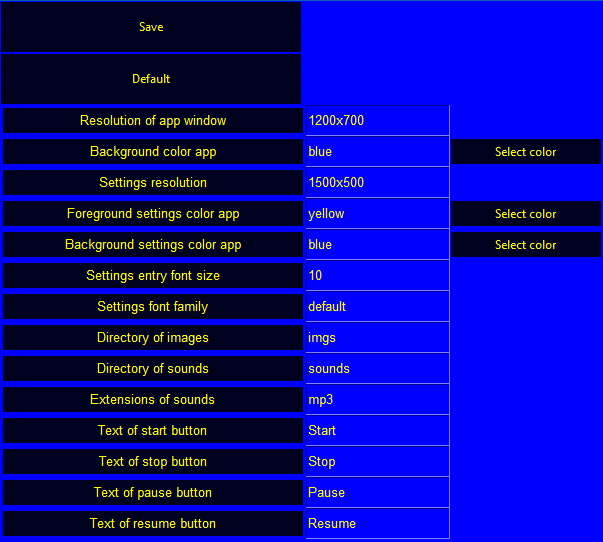 Save
Default
Resolution of app window 1200x700
Background color app blue Select color
Settings resolution 1500x500
Foreground settings color app yellow Select color
Background settings color app blue Select color
Settings entry font size 10
Settings font family default
Directory of images imgs
Directory of sounds sounds
Extensions of sounds mp3
Text of start button Start
Text of stop button Stop
Text of pause button Pause
Text of resume button Resume